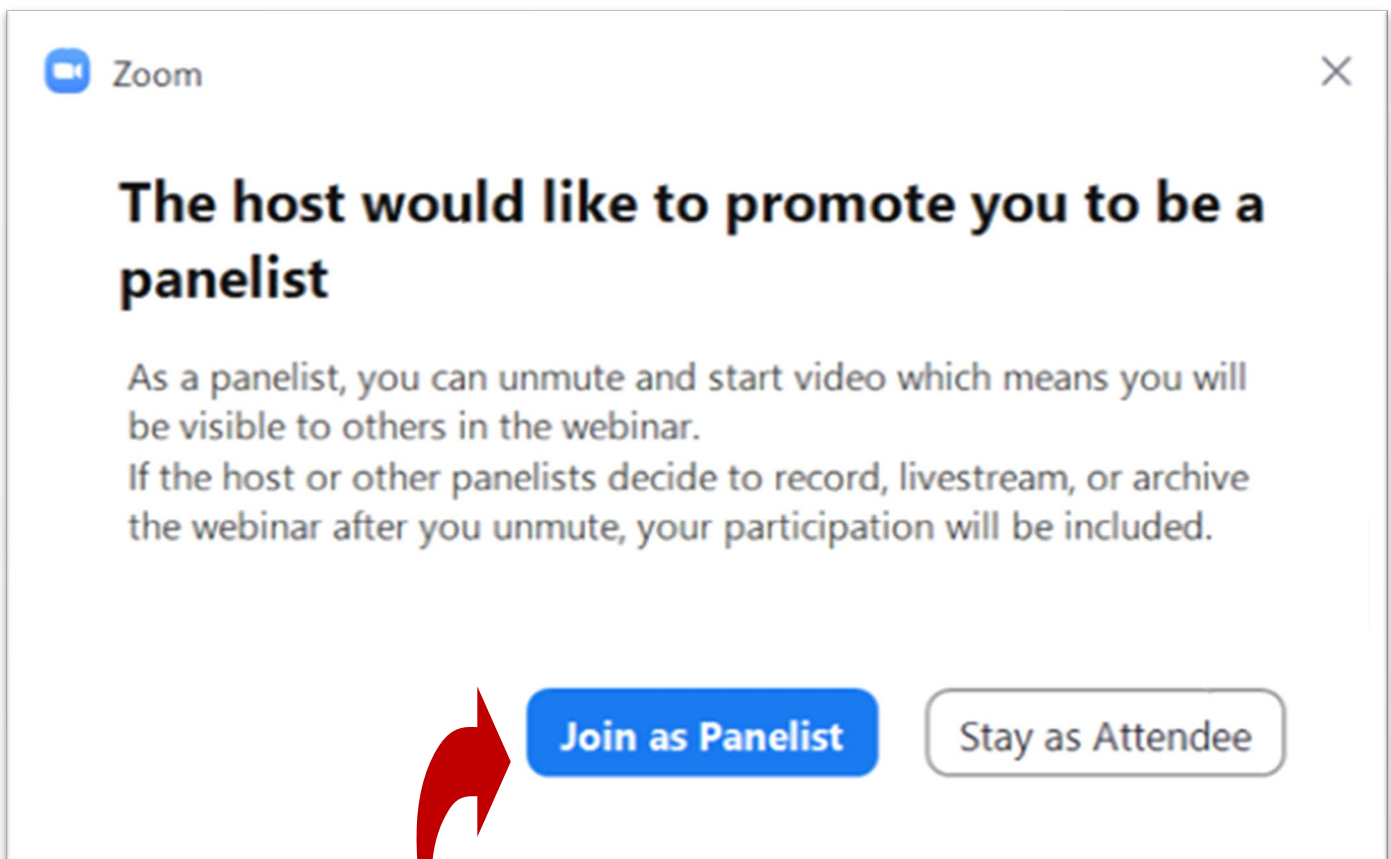 Zoom
The host would like to promote you to be a
panelist
As a panelist, you can unmute and start video which means you will
be visible to others in the webinar.
If the host or other panelists decide to record, livestream, or archive
the webinar after you unmute, your participation will be included.
Join as Panelist
Stay as Attendee